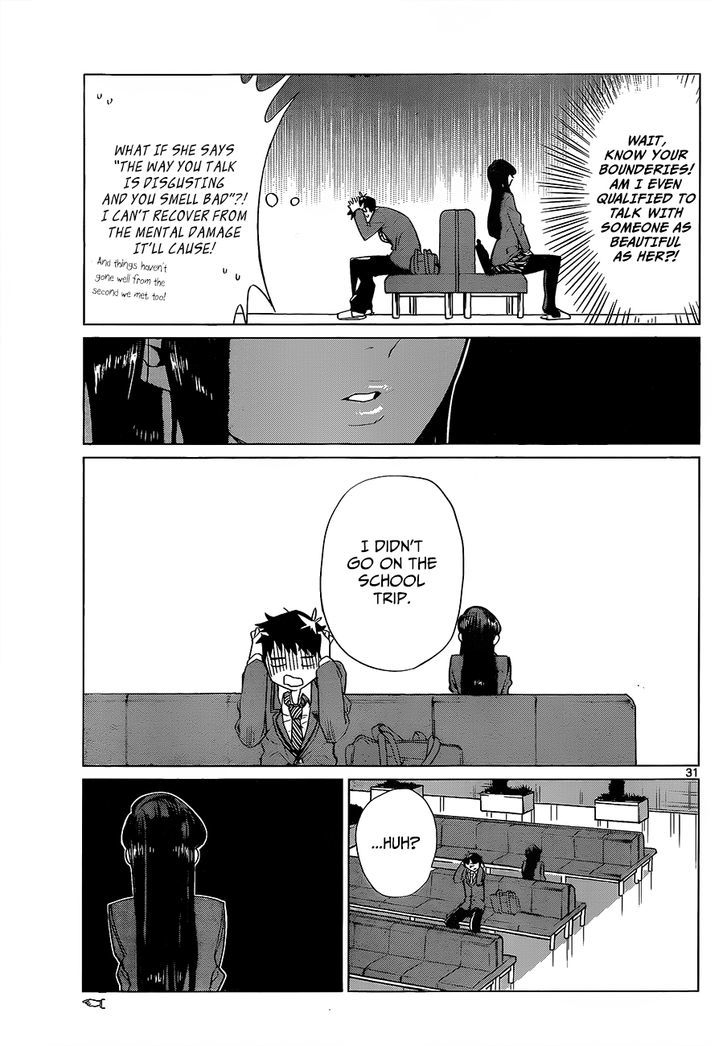 WAIT,
KNOW YOUR
BOUNDERIES!
AM I EVEN
QUALIFIED TO
TALK WITH
SOMEONE AS
BEAUTIFUL
AS HER?!
WHAT IF SHE SAYS
"THE WAY YOU TALK
IS DISGUSTING
AND YOU SMELL BAD"?!
I CAN'T RECOVER FROM
THE MENTAL DAMAGE
IT'LL CAUSE!
And things haven't
gone well from the
second we met, too!
I DIDN'T
GO ON THE
SCHOOL
TRIP.
31
...HUH?